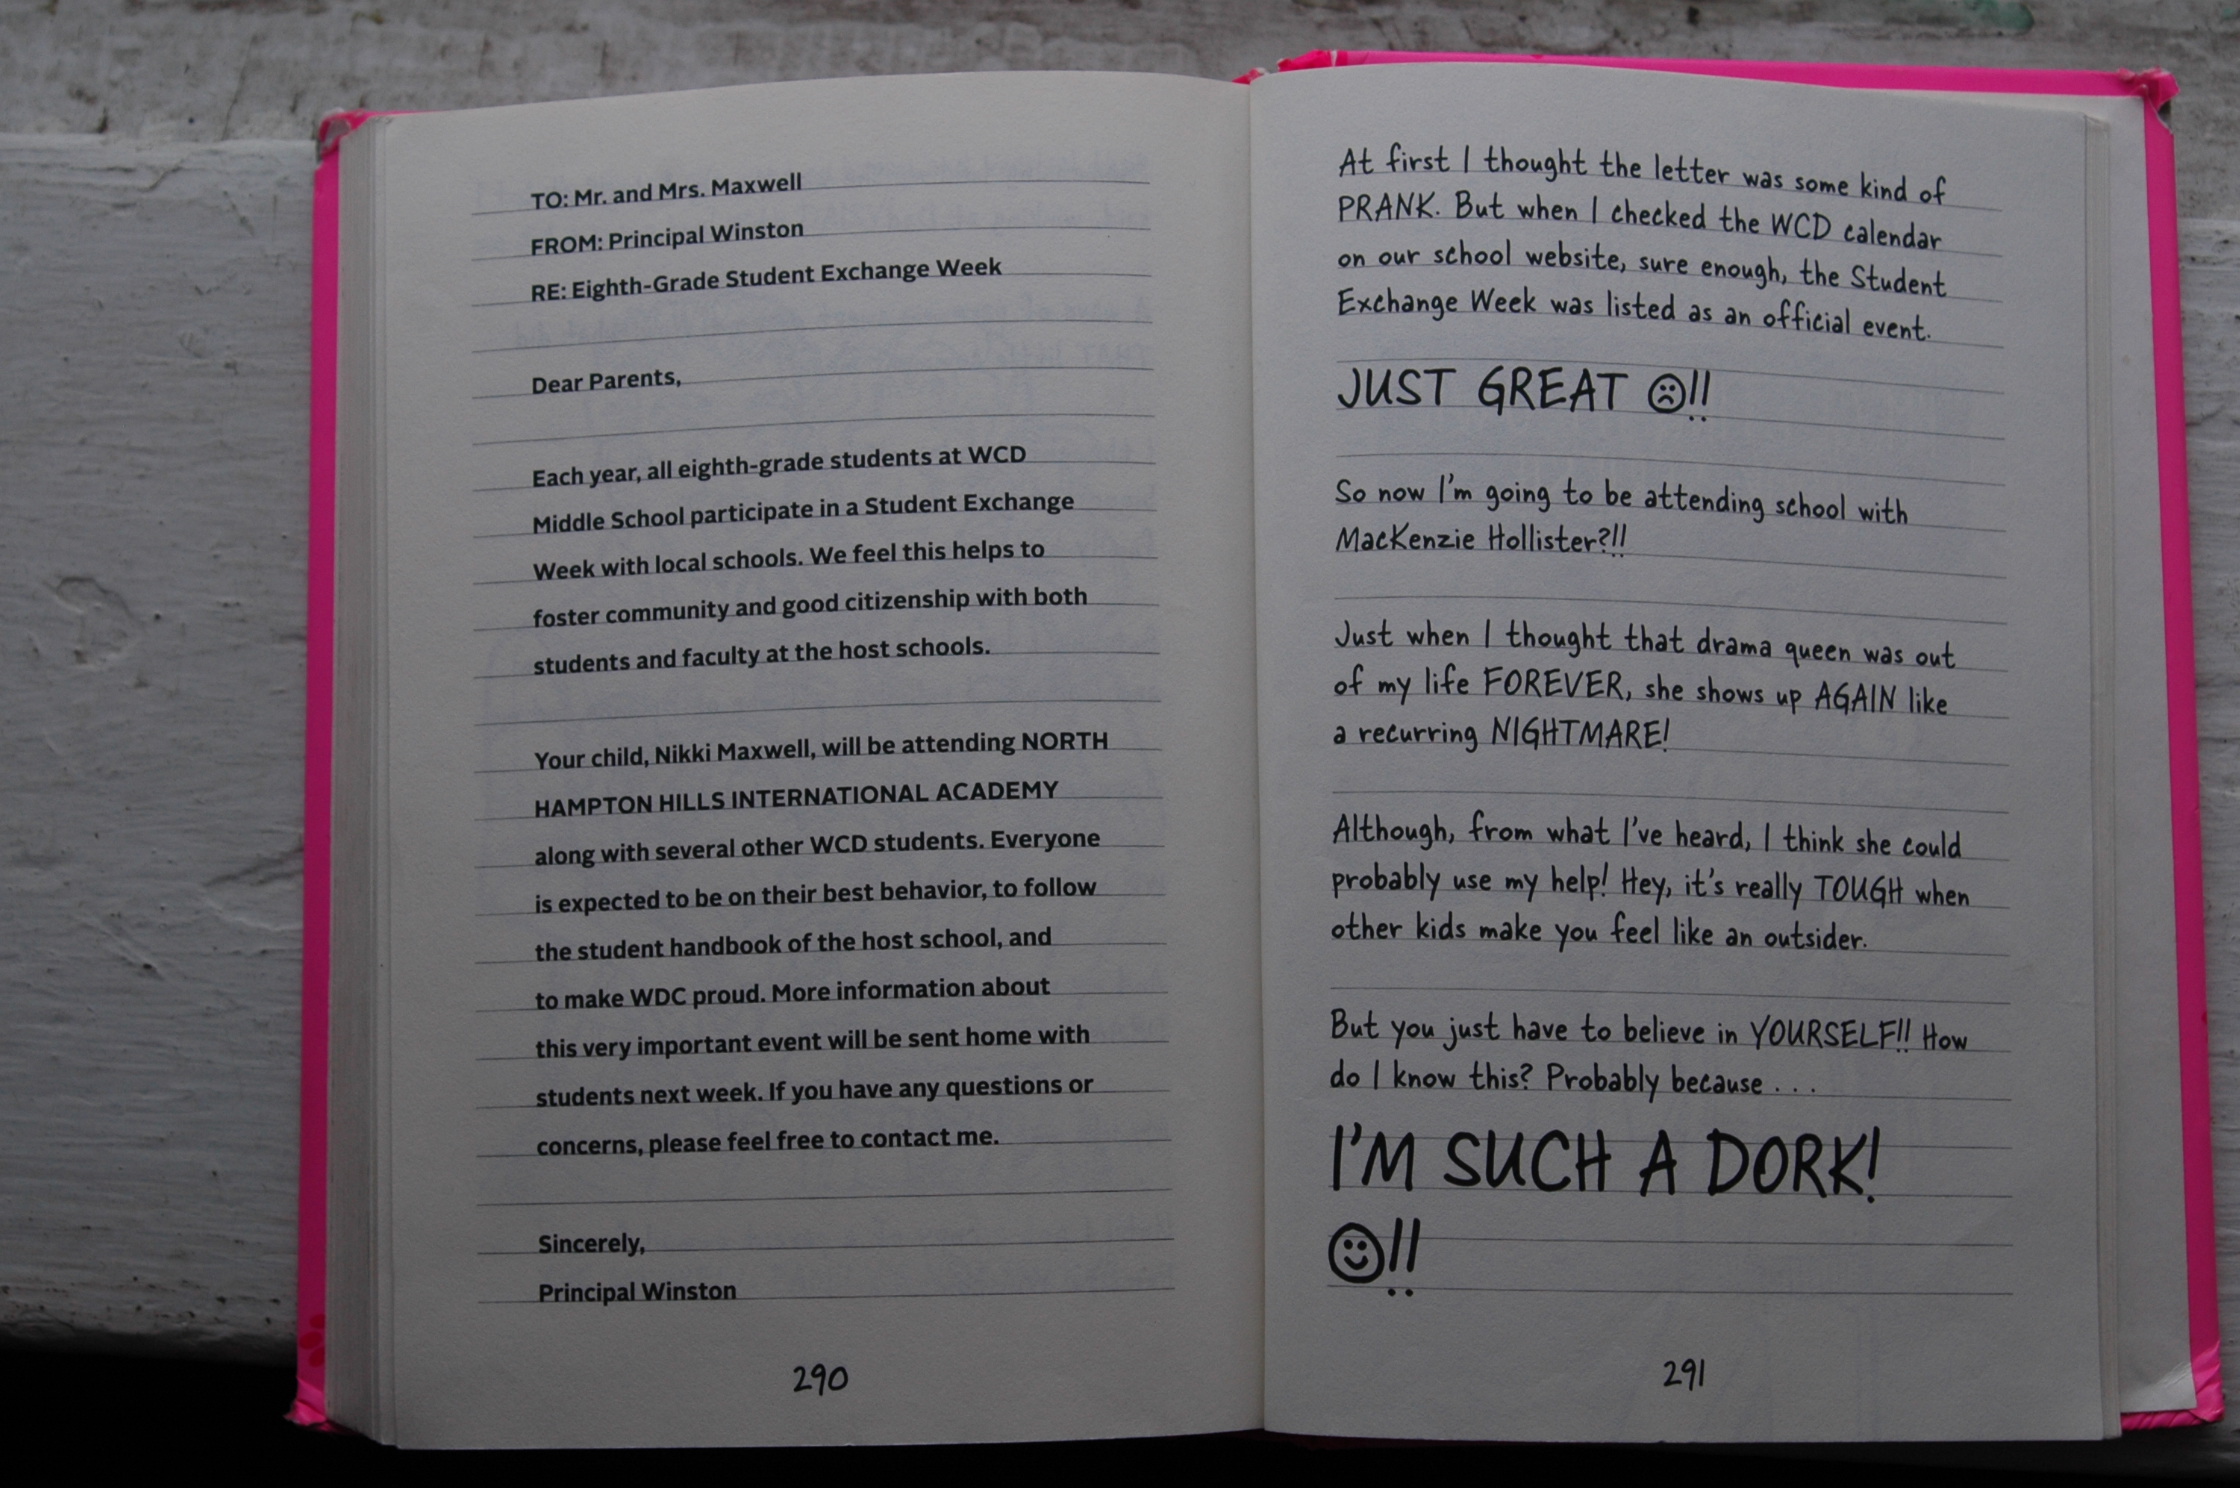 TO: Mr. and Mrs. Maxwell
FROM: Principal Winston
RE: Eighth-Grade Student Exchange Week
Dear Parents,
Each year, all eighth-grade students at WCD
Middle School participate in a Student Exchange
Week with local schools. We feel this helps to
foster community and good citizenship with both
students and faculty at the host schools.
Your child, Nikki Maxwell, will be attending NORTH
HAMPTON HILLS INTERNATIONAL ACADEMY
along with several other WCD students. Everyone
is expected to be on their best behavior, to follow
the student handbook of the host school, and
to make WDC proud. More information about
this very important event will be sent home with
students next week. If you have any questions or
concerns, please feel free to contact me.
Sincerely,
Principal Winston
290
At first I thought the letter was some kind of
PRANK. But when I checked the WCD calendar
on our school website, sure enough, the Student
Exchange Week was listed as an official event.
JUST GREAT ☹!!
So now I'm going to be attending school with
MacKenzie Hollister?!!
Just when I thought that drama queen was out
of my life FOREVER, she shows up AGAIN like
a recurring NIGHTMARE!
Although, from what I've heard, I think she could
probably use my help! Hey, it's really TOUGH when
other kids make you feel like an outsider.
But you just have to believe in YOURSELF!! How
do I know this? Probably because . . .
I'M SUCH A DORK!
☺!!
291